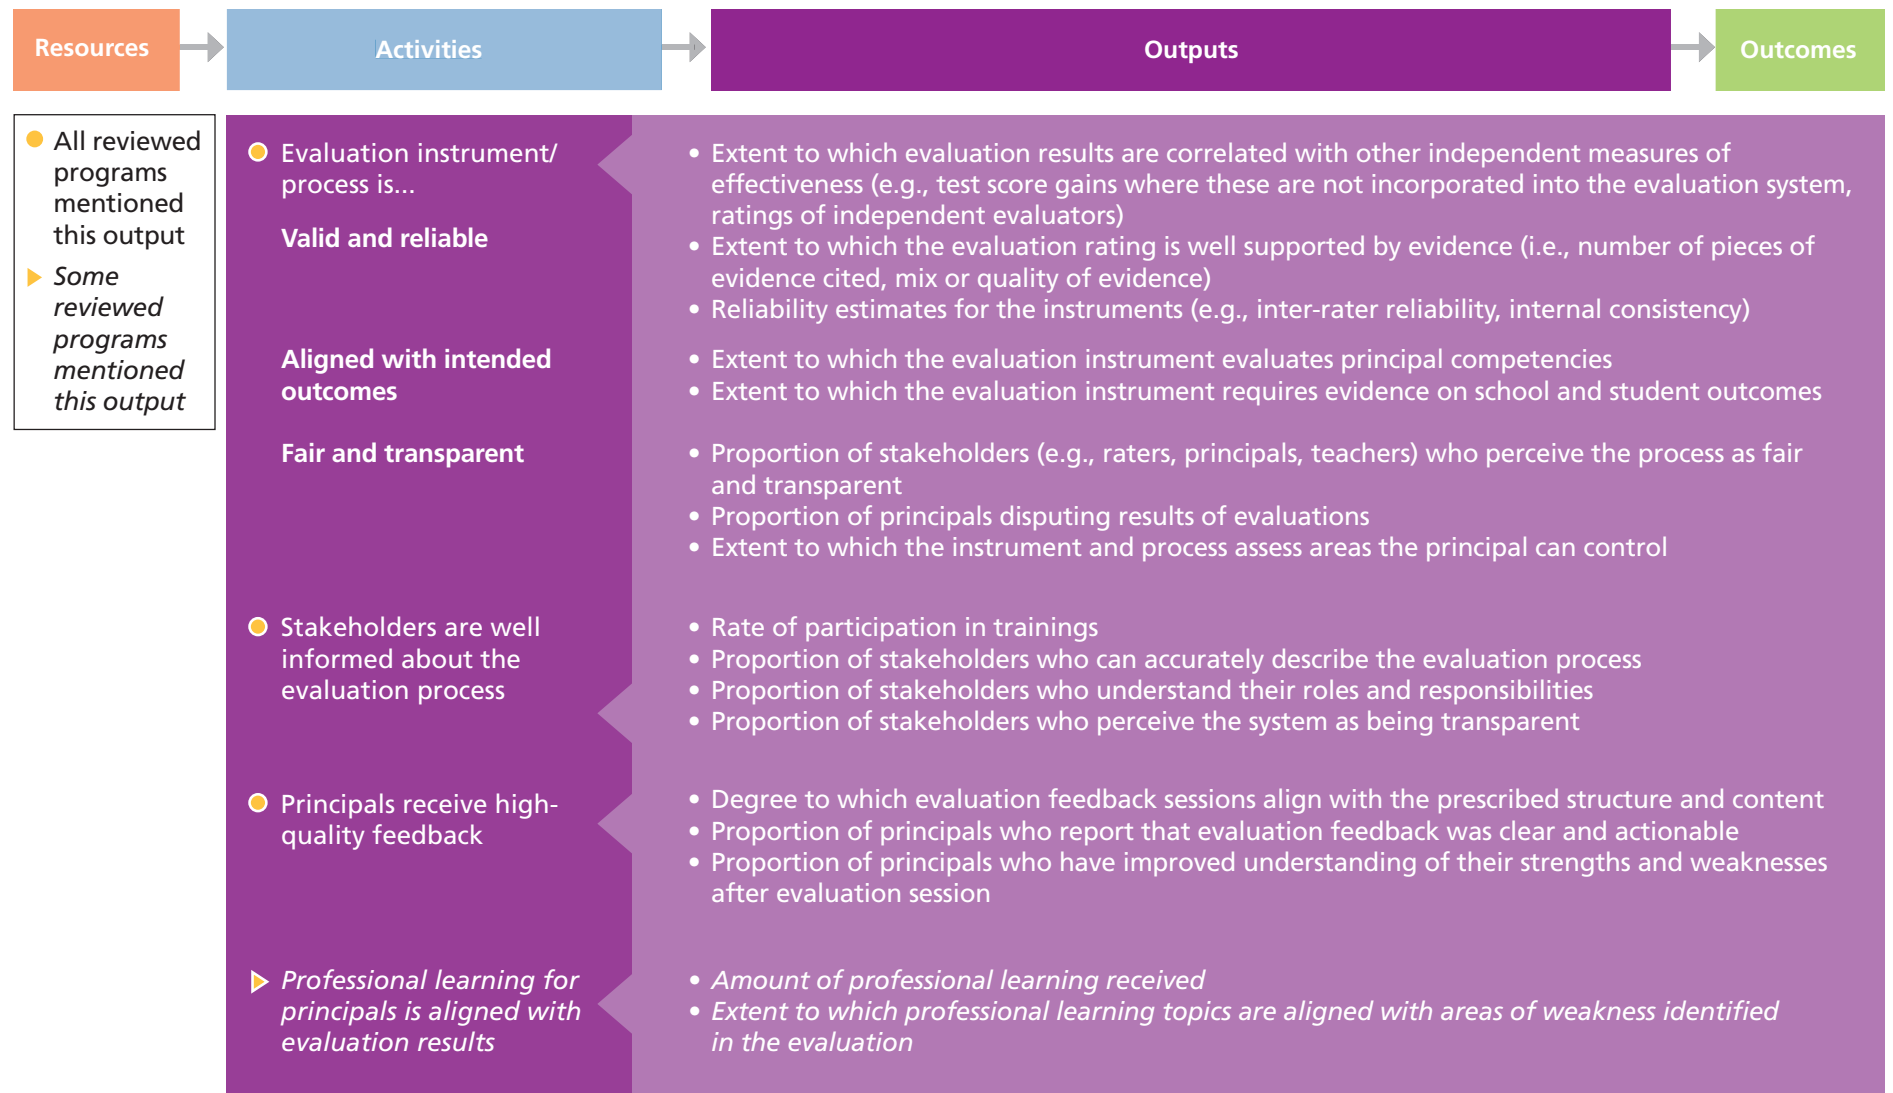 Resources
Activities
Outputs
Outcomes
All reviewed
programs
mentioned
this output
Some
reviewed
programs
mentioned
this output
Evaluation instrument/
process is...
• Extent to which evaluation results are correlated with other independent measures of
effectiveness (e.g., test score gains where these are not incorporated into the evaluation system,
ratings of independent evaluators)
Valid and reliable
• Extent to which the evaluation rating is well supported by evidence (i.e., number of pieces of
evidence cited, mix or quality of evidence)
• Reliability estimates for the instruments (e.g., inter-rater reliability, internal consistency)
Aligned with intended
outcomes
• Extent to which the evaluation instrument evaluates principal competencies
• Extent to which the evaluation instrument requires evidence on school and student outcomes
Fair and transparent
• Proportion of stakeholders (e.g., raters, principals, teachers) who perceive the process as fair
and transparent
• Proportion of principals disputing results of evaluations
• Extent to which the instrument and process assess areas the principal can control
Stakeholders are well
informed about the
evaluation process
• Rate of participation in trainings
• Proportion of stakeholders who can accurately describe the evaluation process
• Proportion of stakeholders who understand their roles and responsibilities
• Proportion of stakeholders who perceive the system as being transparent
Principals receive high-
quality feedback
• Degree to which evaluation feedback sessions align with the prescribed structure and content
• Proportion of principals who report that evaluation feedback was clear and actionable
• Proportion of principals who have improved understanding of their strengths and weaknesses
after evaluation session
Professional learning for
principals is aligned with
evaluation results
• Amount of professional learning received
• Extent to which professional learning topics are aligned with areas of weakness identified
in the evaluation